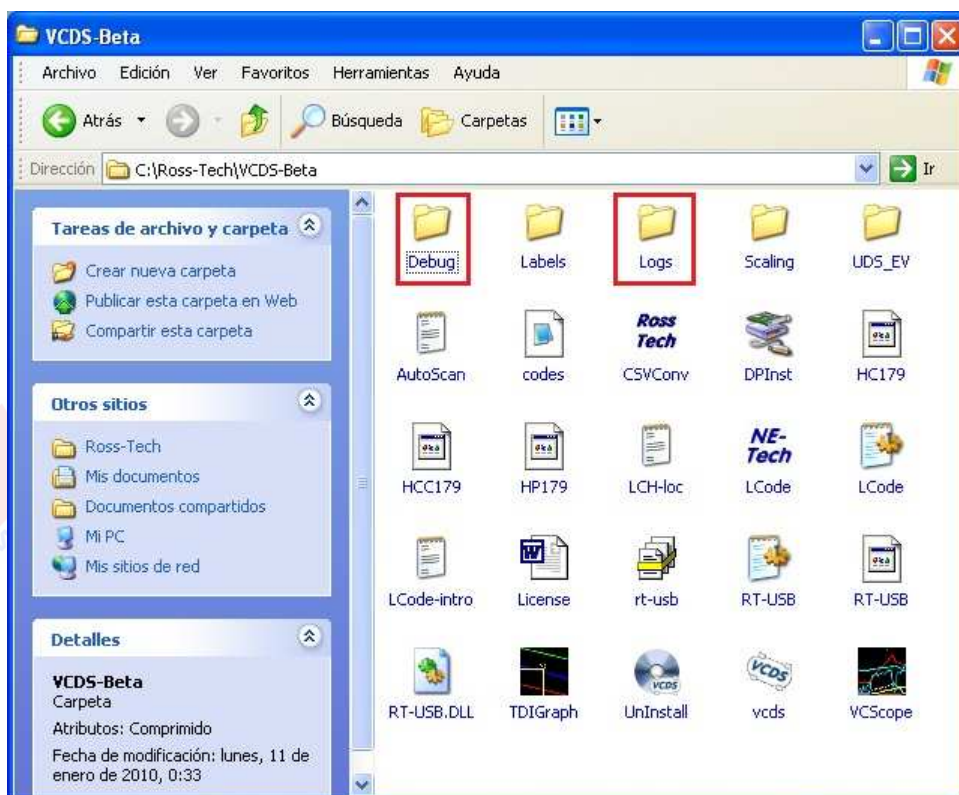 VCDS-Beta
Archivo Edición Ver Favoritos Herramientas Ayuda
Atrás Búsqueda Carpetas
Dirección C:\Ross-Tech\VCDS-Beta Ir
Tareas de archivo y carpeta
Crear nueva carpeta
Publicar esta carpeta en Web
Compartir esta carpeta
Otros sitios
Ross-Tech
Mis documentos
Documentos compartidos
Mi PC
Mis sitios de red
Detalles
VCDS-Beta
Carpeta
Atributos: Comprimido
Fecha de modificación: lunes, 11 de
enero de 2010, 0:33
Debug Labels Logs Scaling UDS_EV
Ross
Tech
AutoScan codes CSVConv DPInst HC179
NE-
Tech
HCC179 HP179 LCH-loc LCode LCode
LCode-intro License rt-usb RT-USB RT-USB
VCDS
VCDS
RT-USB.DLL TDIGraph UnInstall vcds VCScope